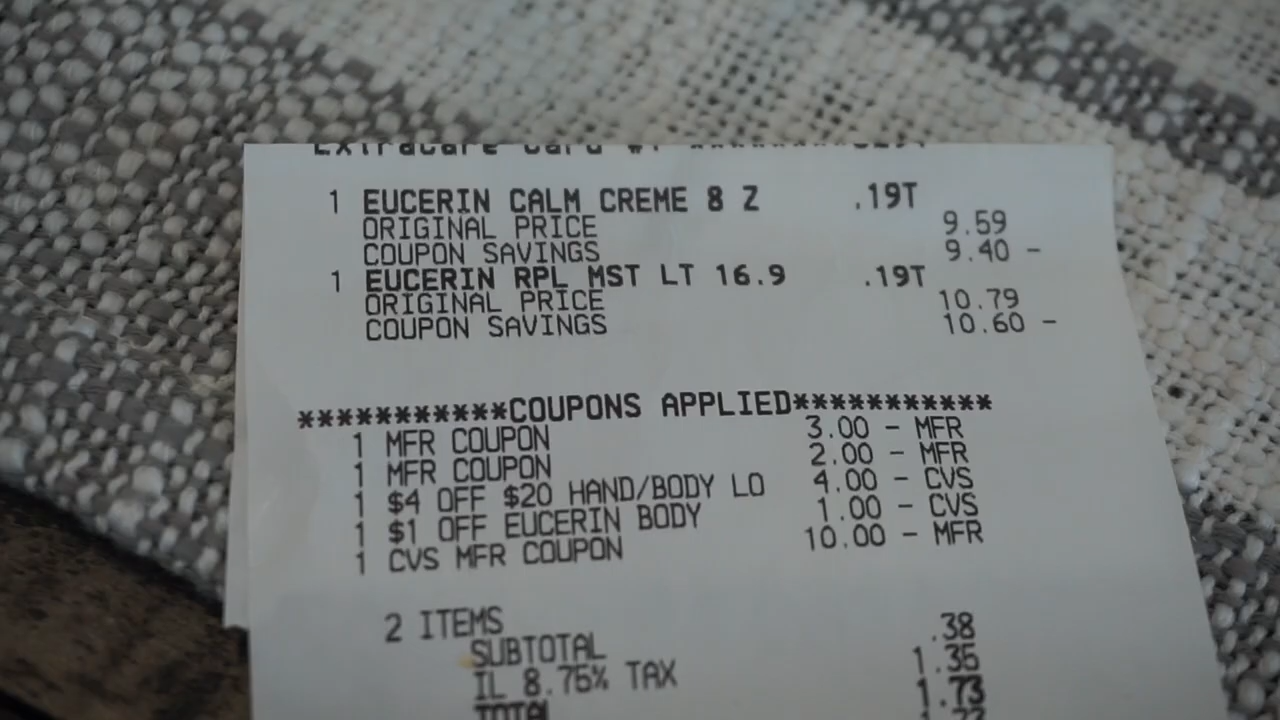 ExtraCare Card #: ********
1 EUCERIN CALM CREME 8 Z .19T
ORIGINAL PRICE 9.59
COUPON SAVINGS 9.40 -
1 EUCERIN RPL MST LT 16.9 .19T
ORIGINAL PRICE 10.79
COUPON SAVINGS 10.60 -
***********COUPONS APPLIED***********
1 MFR COUPON 3.00 - MFR
1 MFR COUPON 2.00 - MFR
1 $4 OFF $20 HAND/BODY LO 4.00 - CVS
1 $1 OFF EUCERIN BODY 1.00 - CVS
1 CVS MFR COUPON 10.00 - MFR
2 ITEMS
SUBTOTAL .38
IL 8.75% TAX 1.35
TOTAL 1.73